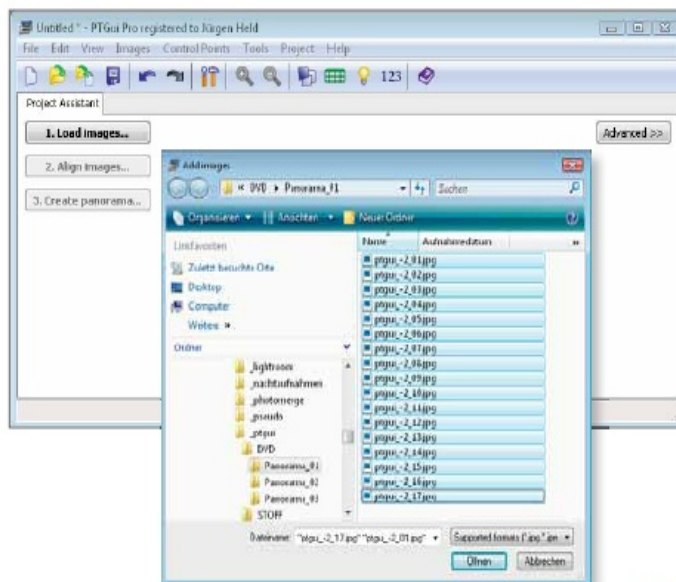 Untitled * - PTGui Pro registered to Jürgen Held
File Edit View Images Control Points Tools Project Help
123
Project Assistant
1. Load images...
Advanced >>
2. Align images...
3. Create panorama...
Add images
« DVD ▸ Panorama_01
Suchen
Organisieren
Ansichten
Neuer Ordner
Linkfavoriten
Zuletzt besuchte Orte
Desktop
Computer
Weitere »
Ordner
_lightroom
_nachtaufnahmen
_photomerge
_pseudo
_ptgui
DVD
Panorama_01
Panorama_02
Panorama_03
STOFF
Name Aufnahmedatum »
ptgui_-2_01.jpg
ptgui_-2_02.jpg
ptgui_-2_03.jpg
ptgui_-2_04.jpg
ptgui_-2_05.jpg
ptgui_-2_06.jpg
ptgui_-2_07.jpg
ptgui_-2_08.jpg
ptgui_-2_09.jpg
ptgui_-2_10.jpg
ptgui_-2_11.jpg
ptgui_-2_12.jpg
ptgui_-2_13.jpg
ptgui_-2_14.jpg
ptgui_-2_15.jpg
ptgui_-2_16.jpg
ptgui_-2_17.jpg
Dateiname: "ptgui_-2_17.jpg" "ptgui_-2_01.jpg"
Supported formats (*.jpg *.jpe
Öffnen
Abbrechen